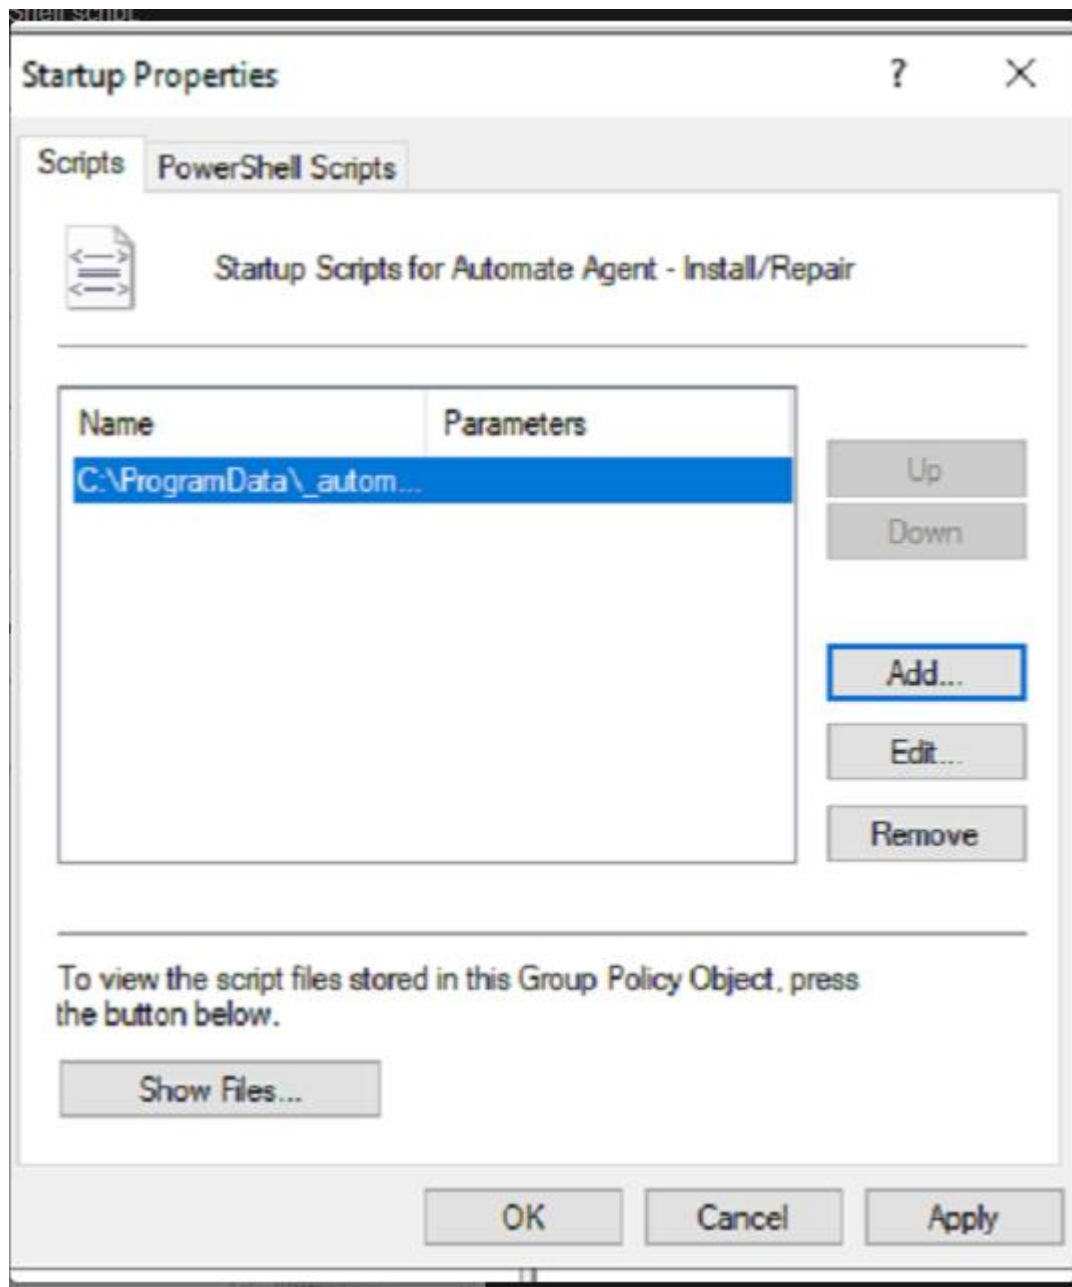 Shell script.
Startup Properties
?
Scripts
PowerShell Scripts
Startup Scripts for Automate Agent - Install/Repair
Name
Parameters
C:\ProgramData\_autom...
Up
Down
Add...
Edit...
Remove
To view the script files stored in this Group Policy Object, press
the button below.
Show Files...
OK
Cancel
Apply